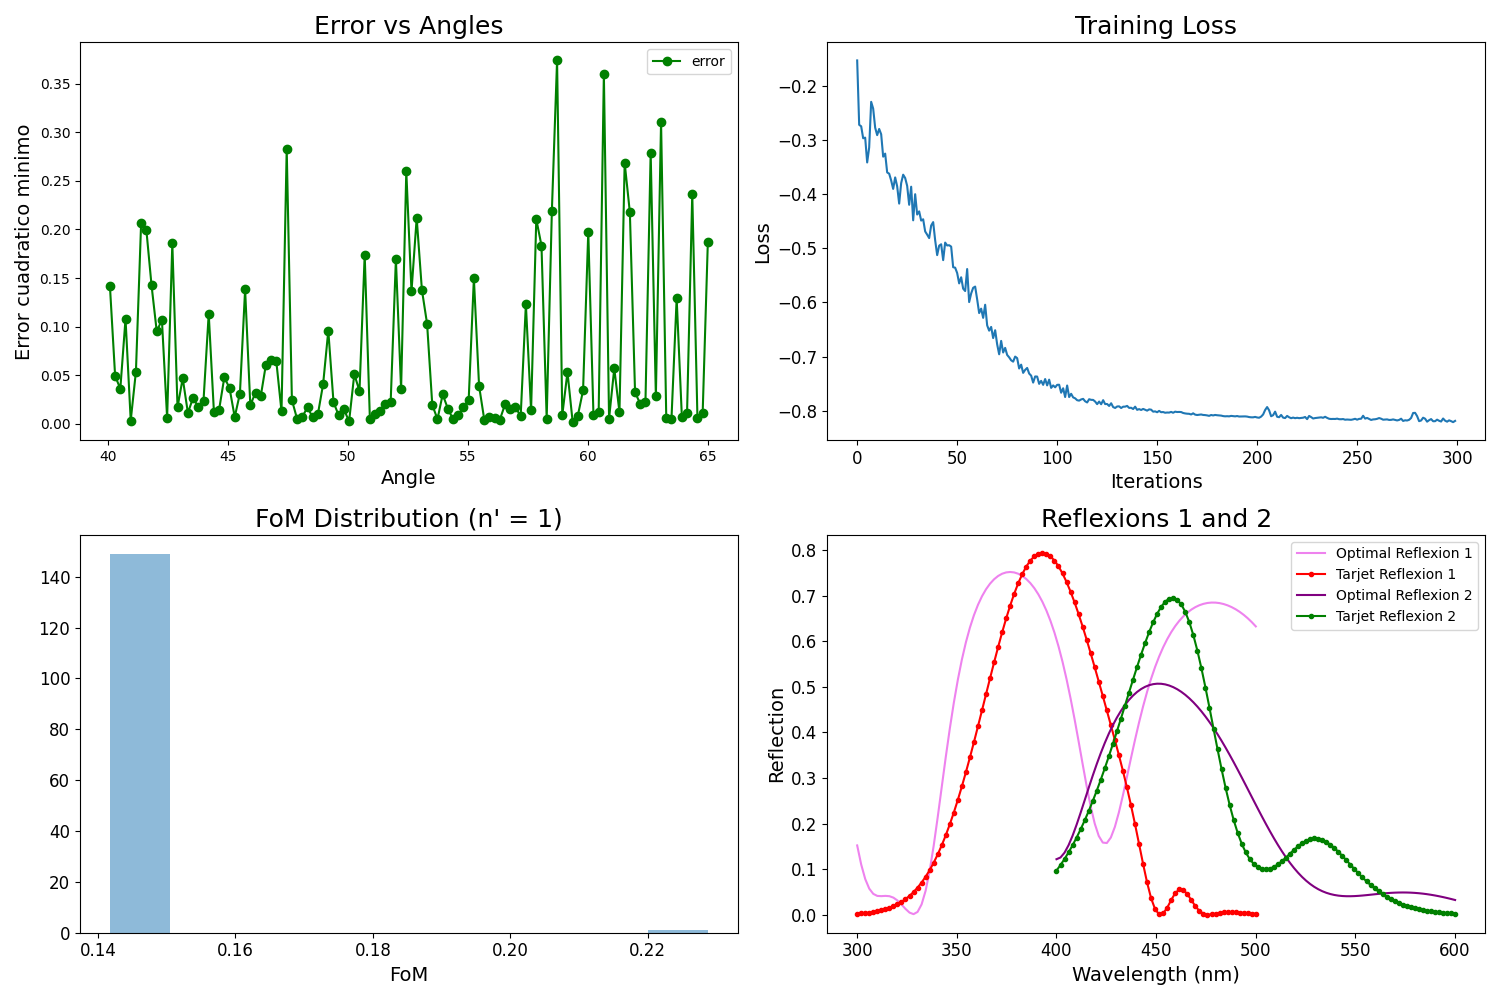 Error vs Angles
error
0.35
0.30
0.25
0.20
0.15
0.10
0.05
0.00
Error cuadratico minimo
40 45 50 55 60 65
Angle
Training Loss
−0.2
−0.3
−0.4
−0.5
−0.6
−0.7
−0.8
Loss
0 50 100 150 200 250 300
Iterations
FoM Distribution (n' = 1)
140
120
100
80
60
40
20
0
0.14 0.16 0.18 0.20 0.22
FoM
Reflexions 1 and 2
Optimal Reflexion 1
Tarjet Reflexion 1
Optimal Reflexion 2
Tarjet Reflexion 2
0.8
0.7
0.6
0.5
0.4
0.3
0.2
0.1
0.0
Reflection
300 350 400 450 500 550 600
Wavelength (nm)